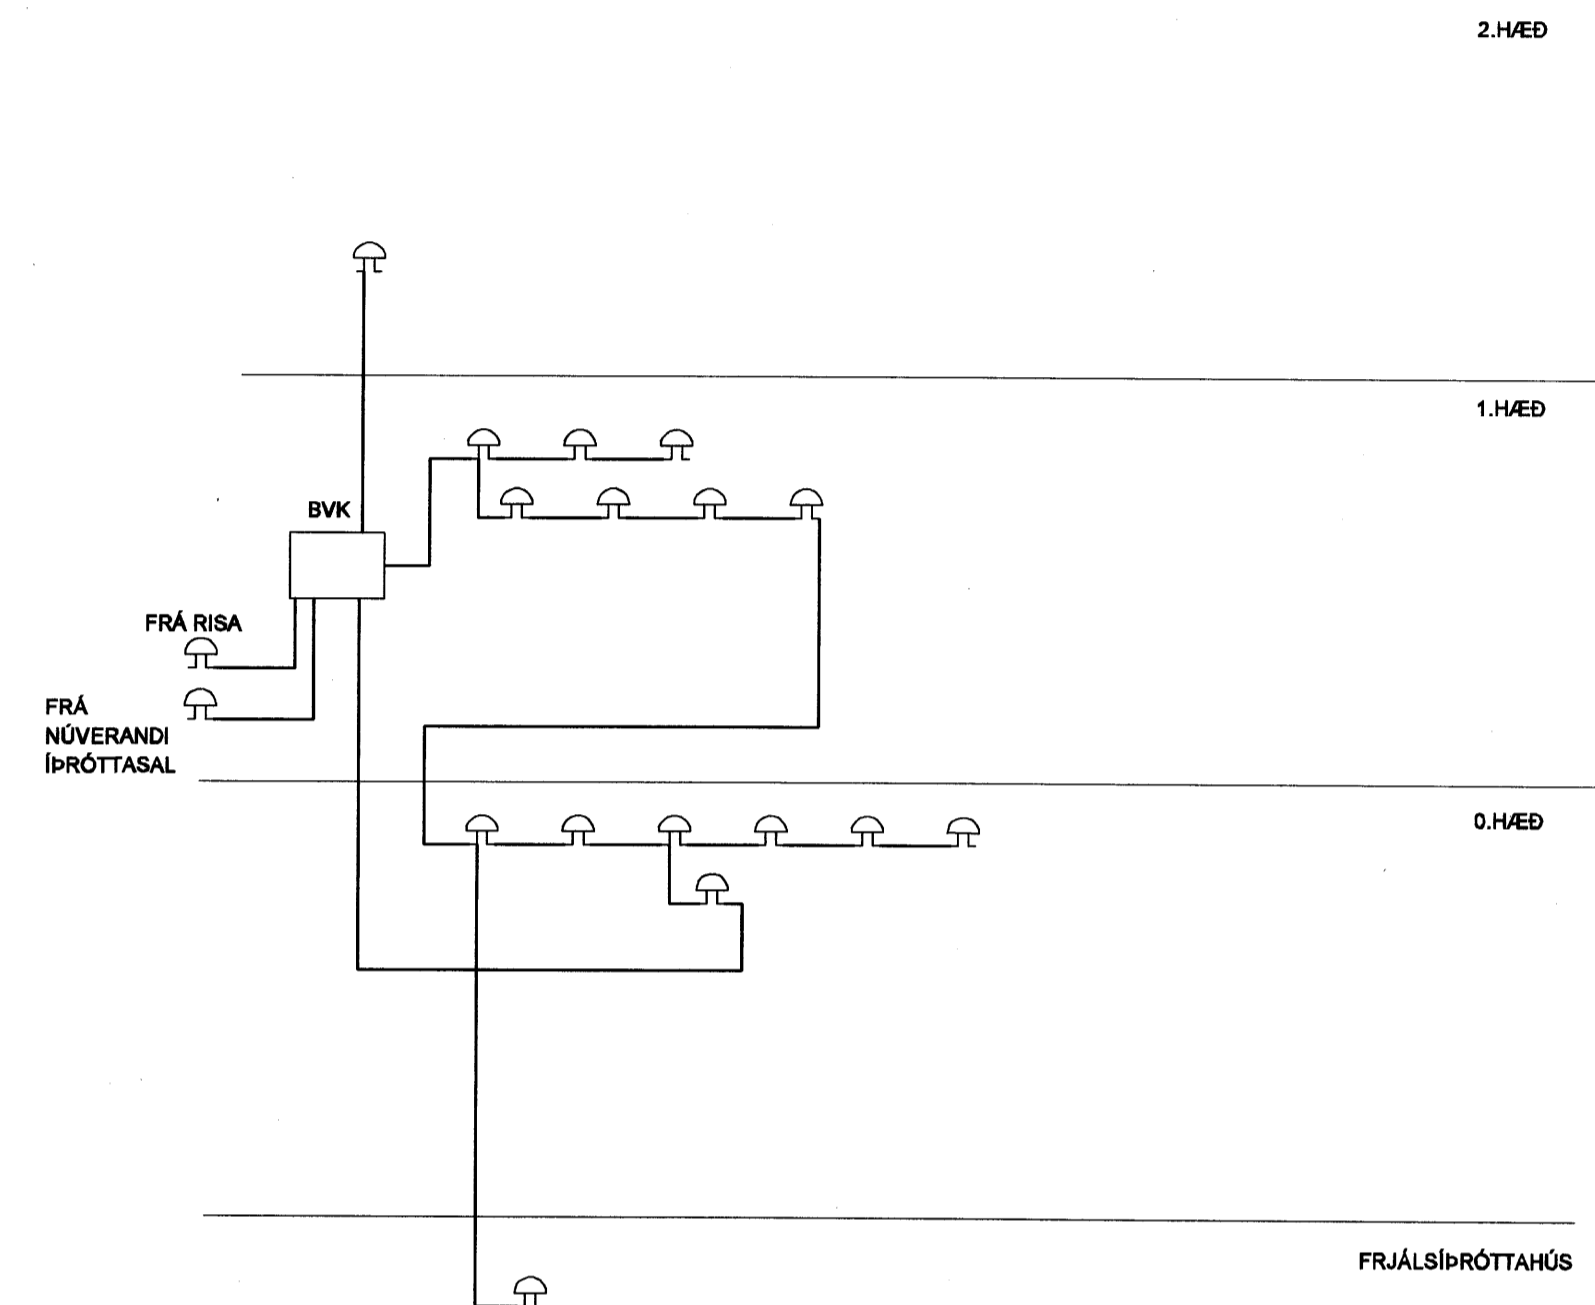 2.HÆÐ
1.HÆÐ
BVK
FRÁ RISA
FRÁ
NÚVERANDI
ÍÞRÓTTASAL
0.HÆÐ
FRJÁLSÍÞRÓTTAHÚS